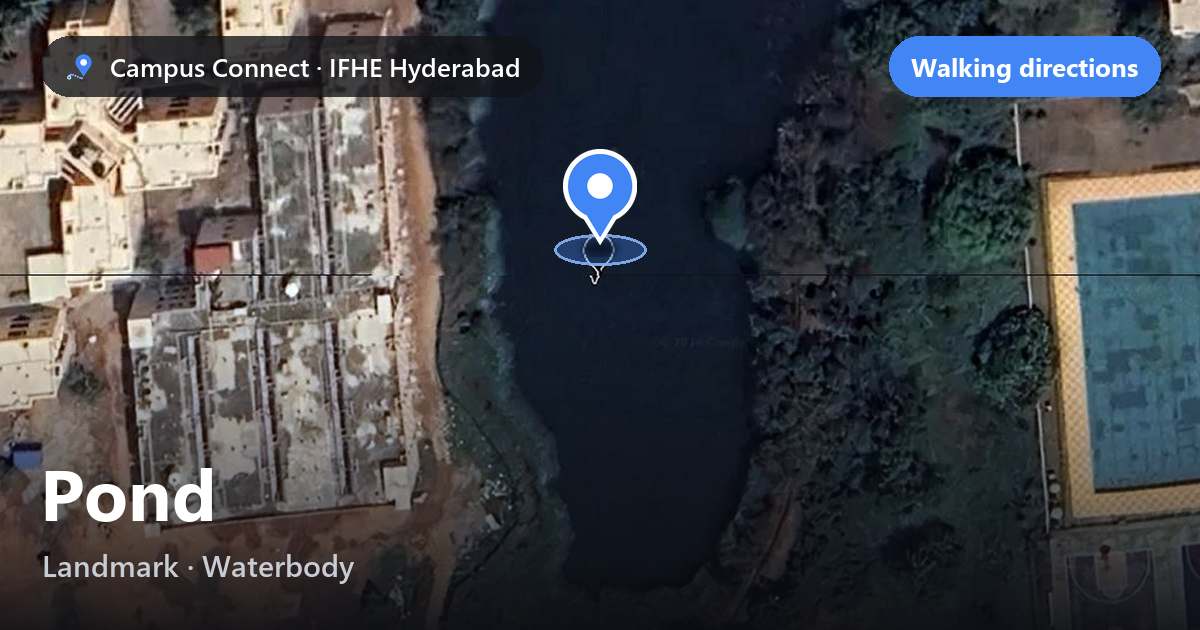 Campus Connect · IFHE Hyderabad
Walking directions
Pond
Landmark · Waterbody